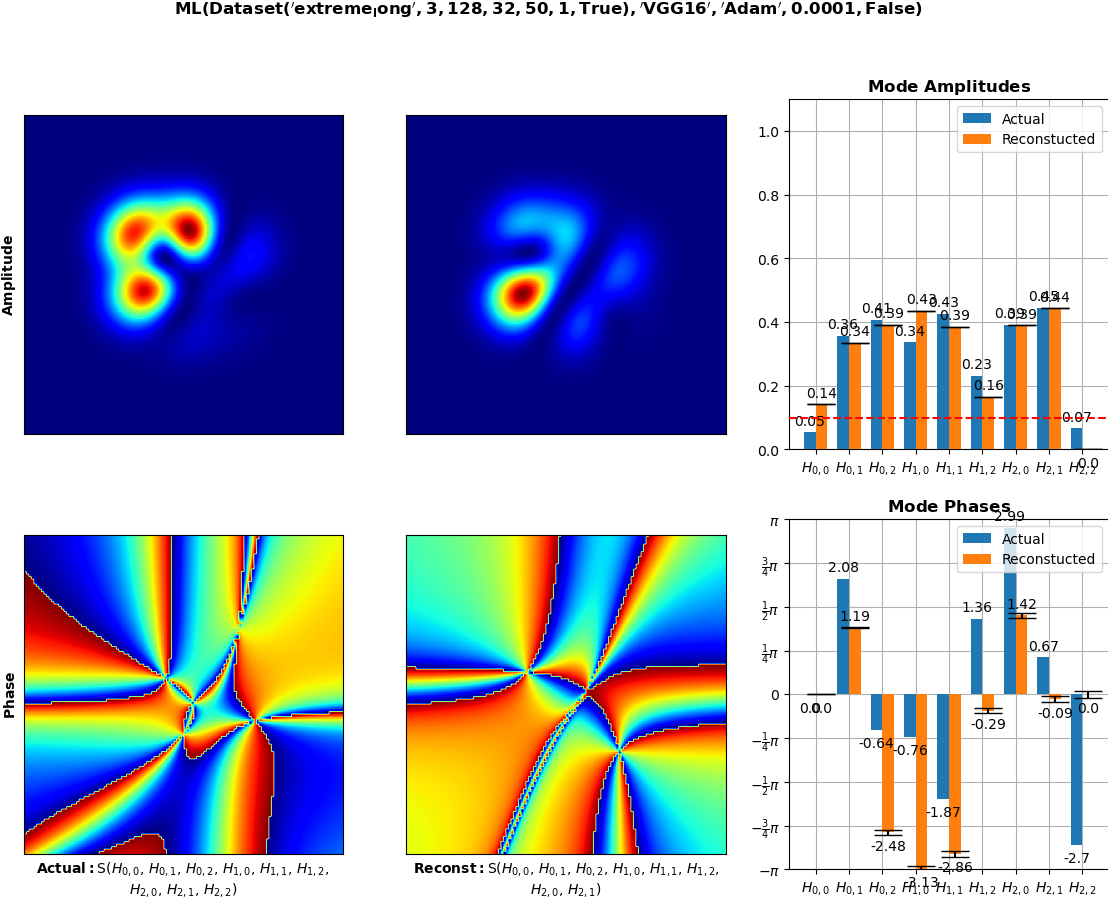 ML(Dataset('extreme_long', 3, 128, 32, 50, 1, True), 'VGG16', 'Adam', 0.0001, False)
Amplitude
Mode Amplitudes
Actual
Reconstucted
1.0
0.8
0.6
0.4
0.2
0.0
0.05 0.36 0.41 0.34 0.43 0.23 0.39 0.45 0.07
0.14 0.34 0.39 0.43 0.39 0.16 0.39 0.44 0.0
H0,0 H0,1 H0,2 H1,0 H1,1 H1,2 H2,0 H2,1 H2,2
Phase
Actual: S(H0,0, H0,1, H0,2, H1,0, H1,1, H1,2,
H2,0, H2,1, H2,2)
Reconst: S(H0,0, H0,1, H0,2, H1,0, H1,1, H1,2,
H2,0, H2,1)
Mode Phases
Actual
Reconstucted
π
3/4π
1/2π
1/4π
0
−1/4π
−1/2π
−3/4π
−π
0.0 2.08 -0.64 -0.76 -1.87 1.36 2.99 0.67 -2.7
0.0 1.19 -2.48 -3.13 -2.86 -0.29 1.42 -0.09 0.0
H0,0 H0,1 H0,2 H1,0 H1,1 H1,2 H2,0 H2,1 H2,2